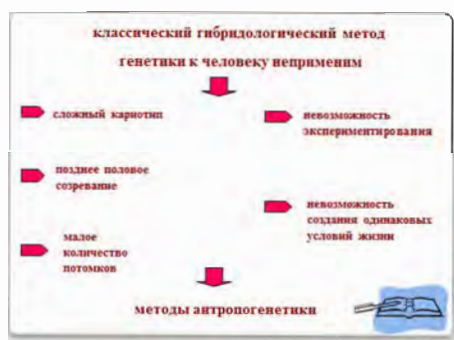 классический гибридологический метод
генетики к человеку неприменим
сложный кариотип
невозможность
экспериментирования
позднее половое
созревание
невозможность
создания одинаковых
условий жизни
малое
количество
потомков
методы антропогенетики